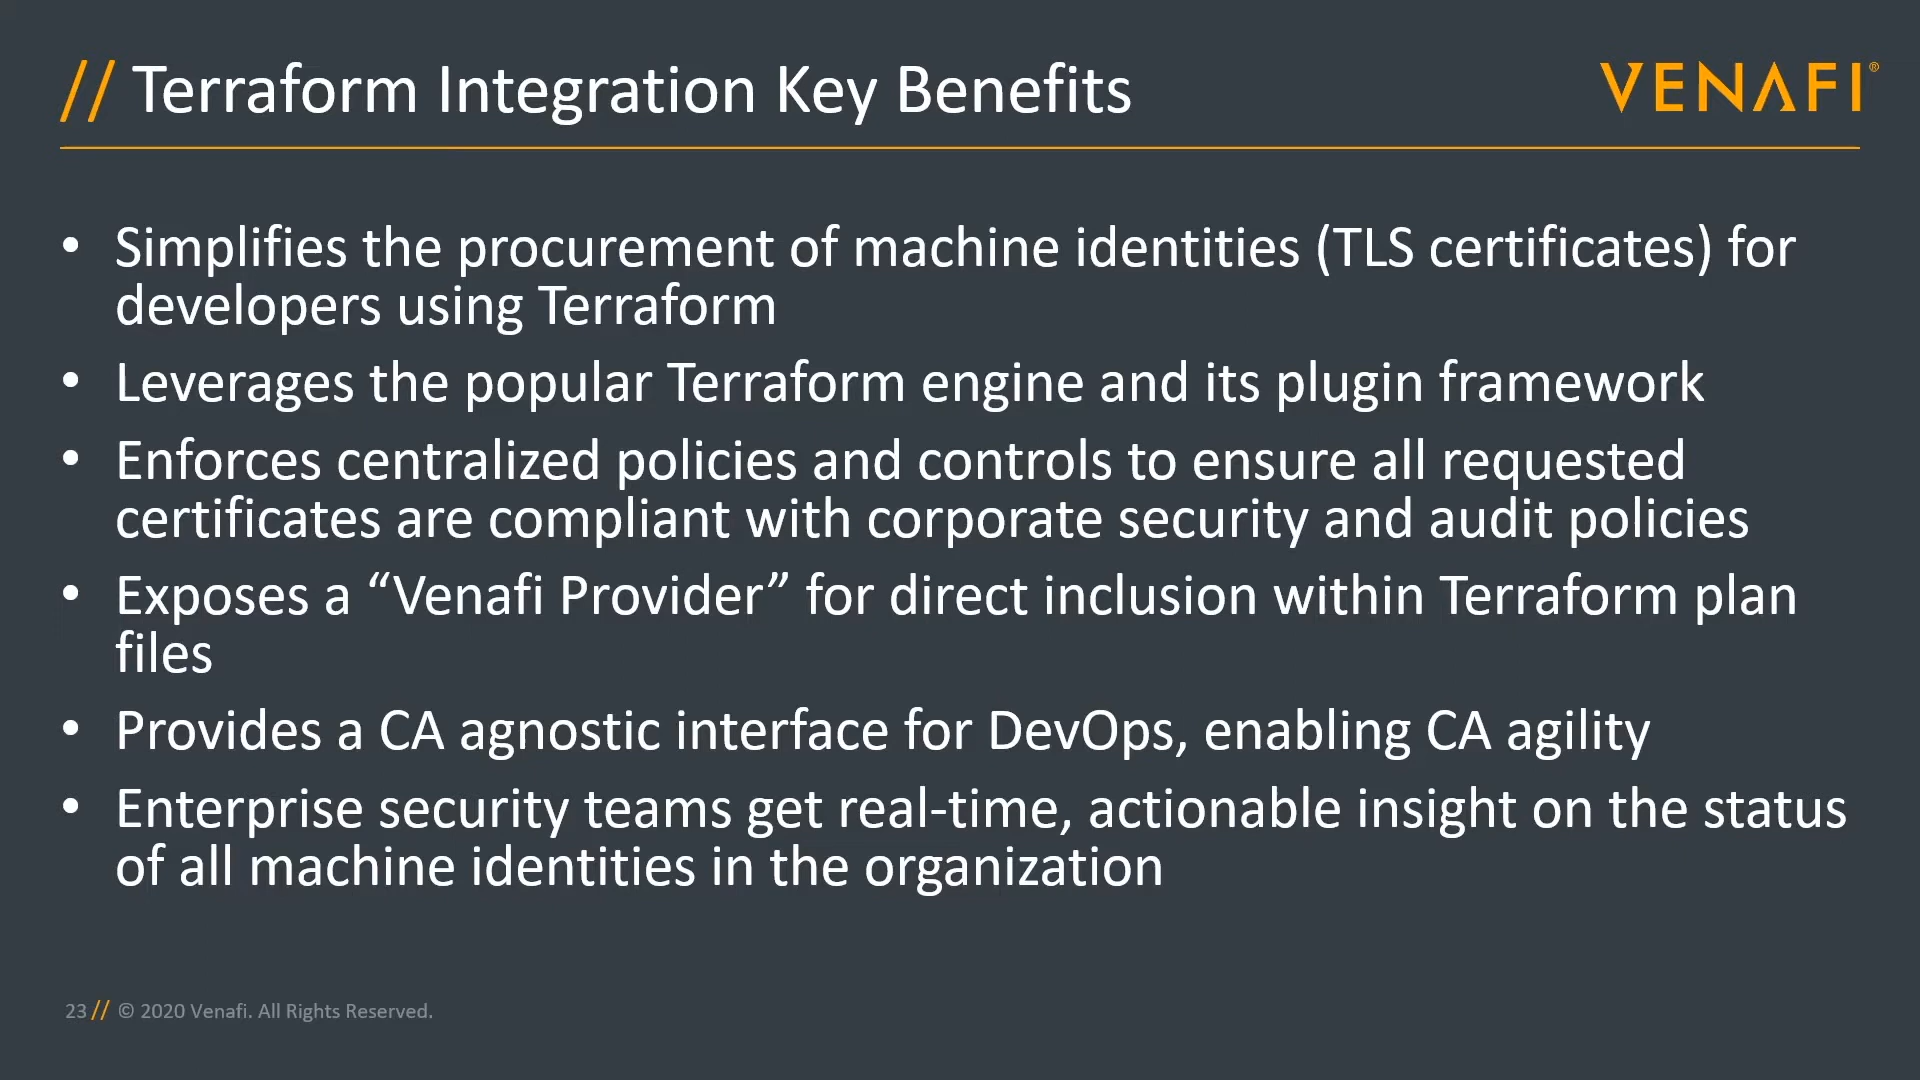 // Terraform Integration Key Benefits
VENAFI®
• Simplifies the procurement of machine identities (TLS certificates) for
developers using Terraform
• Leverages the popular Terraform engine and its plugin framework
• Enforces centralized policies and controls to ensure all requested
certificates are compliant with corporate security and audit policies
• Exposes a “Venafi Provider” for direct inclusion within Terraform plan
files
• Provides a CA agnostic interface for DevOps, enabling CA agility
• Enterprise security teams get real-time, actionable insight on the status
of all machine identities in the organization
23 // © 2020 Venafi. All Rights Reserved.